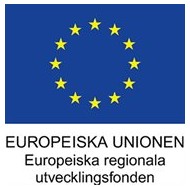 EUROPEISKA UNIONEN
Europeiska regionala
utvecklingsfonden